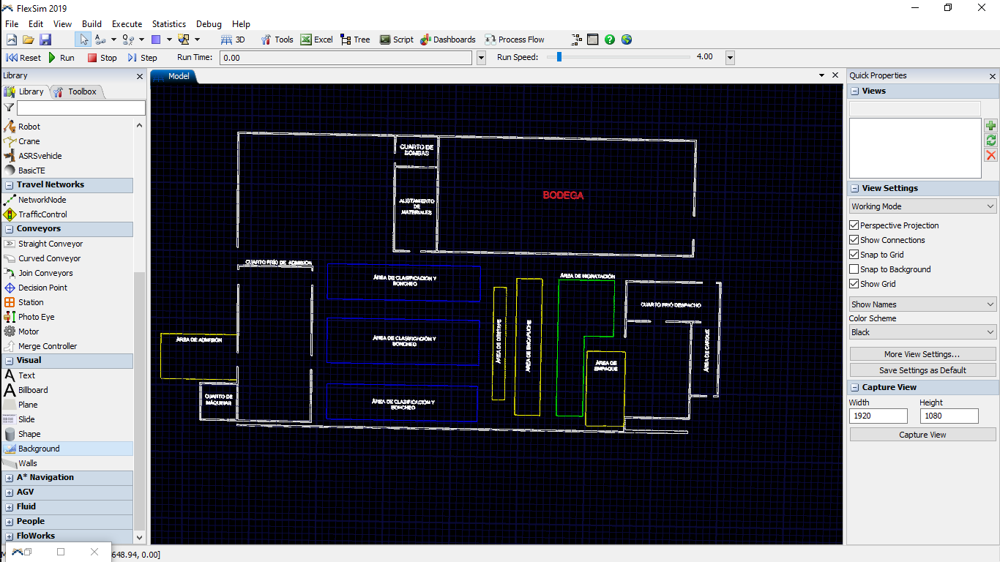 FlexSim 2019
File Edit View Build Execute Statistics Debug Help
3D Tools Excel Tree Script Dashboards Process Flow
Reset Run Stop Step Run Time: 0.00 Run Speed: 4.00
Library
Library Toolbox
Robot
Crane
ASRSvehicle
BasicTE
Travel Networks
NetworkNode
TrafficControl
Conveyors
Straight Conveyor
Curved Conveyor
Join Conveyors
Decision Point
Station
Photo Eye
Motor
Merge Controller
Visual
Text
Billboard
Plane
Slide
Shape
Background
Walls
A* Navigation
AGV
Fluid
People
FloWorks
648.94, 0.00]
Model
CUARTO DE
BOMBAS
ALISTAMIENTO
DE
MATERIALES
BODEGA
CUARTO FRÍO DE ADMISIÓN
ÁREA DE CLASIFICACIÓN Y
BONCHEO
ÁREA DE HIDRATACIÓN
CUARTO FRIÓ DESPACHO
ÁREA DE CLASIFICACIÓN Y
BONCHEO
ÁREA DE ADMISIÓN
ÁREA DE DESTAPE
ÁREA DE ENCAPUCHE
ÁREA DE
EMPAQUE
ÁREA DE CARGUE
CUARTO DE
MÁQUINAS
ÁREA DE CLASIFICACIÓN Y
BONCHEO
Quick Properties
Views
View Settings
Working Mode
Perspective Projection
Show Connections
Snap to Grid
Snap to Background
Show Grid
Show Names
Color Scheme
Black
More View Settings...
Save Settings as Default
Capture View
Width Height
1920 1080
Capture View